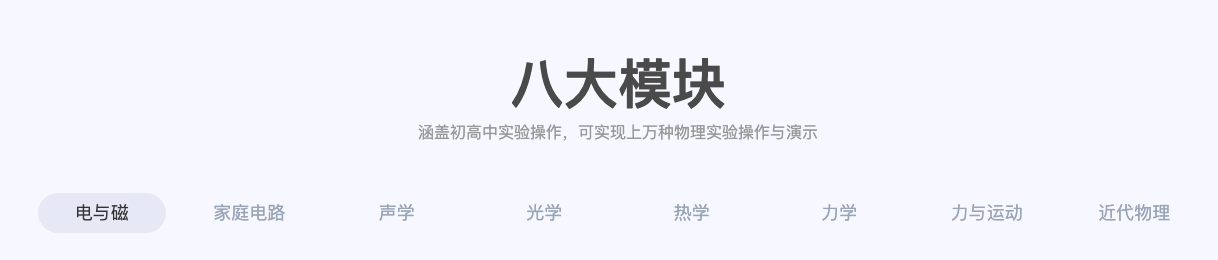 八大模块
涵盖初高中实验操作，可实现上万种物理实验操作与演示
电与磁 家庭电路 声学 光学 热学 力学 力与运动 近代物理